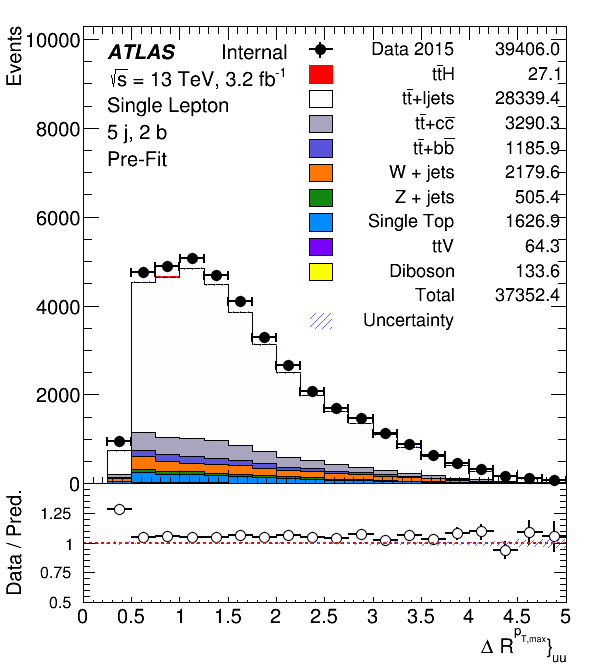 Events
10000
8000
6000
4000
2000
0
ATLAS Internal
√s = 13 TeV, 3.2 fb⁻¹
Single Lepton
5 j, 2 b
Pre-Fit
Data 2015 39406.0
tt̄H 27.1
tt̄+ljets 28339.4
tt̄+cc̄ 3290.3
tt̄+bb̄ 1185.9
W + jets 2179.6
Z + jets 505.4
Single Top 1626.9
ttV 64.3
Diboson 133.6
Total 37352.4
Uncertainty
Data / Pred.
1.25
1
0.75
0.5
0 0.5 1 1.5 2 2.5 3 3.5 4 4.5 5
Δ R^{p_{T,max}}}_{uu}